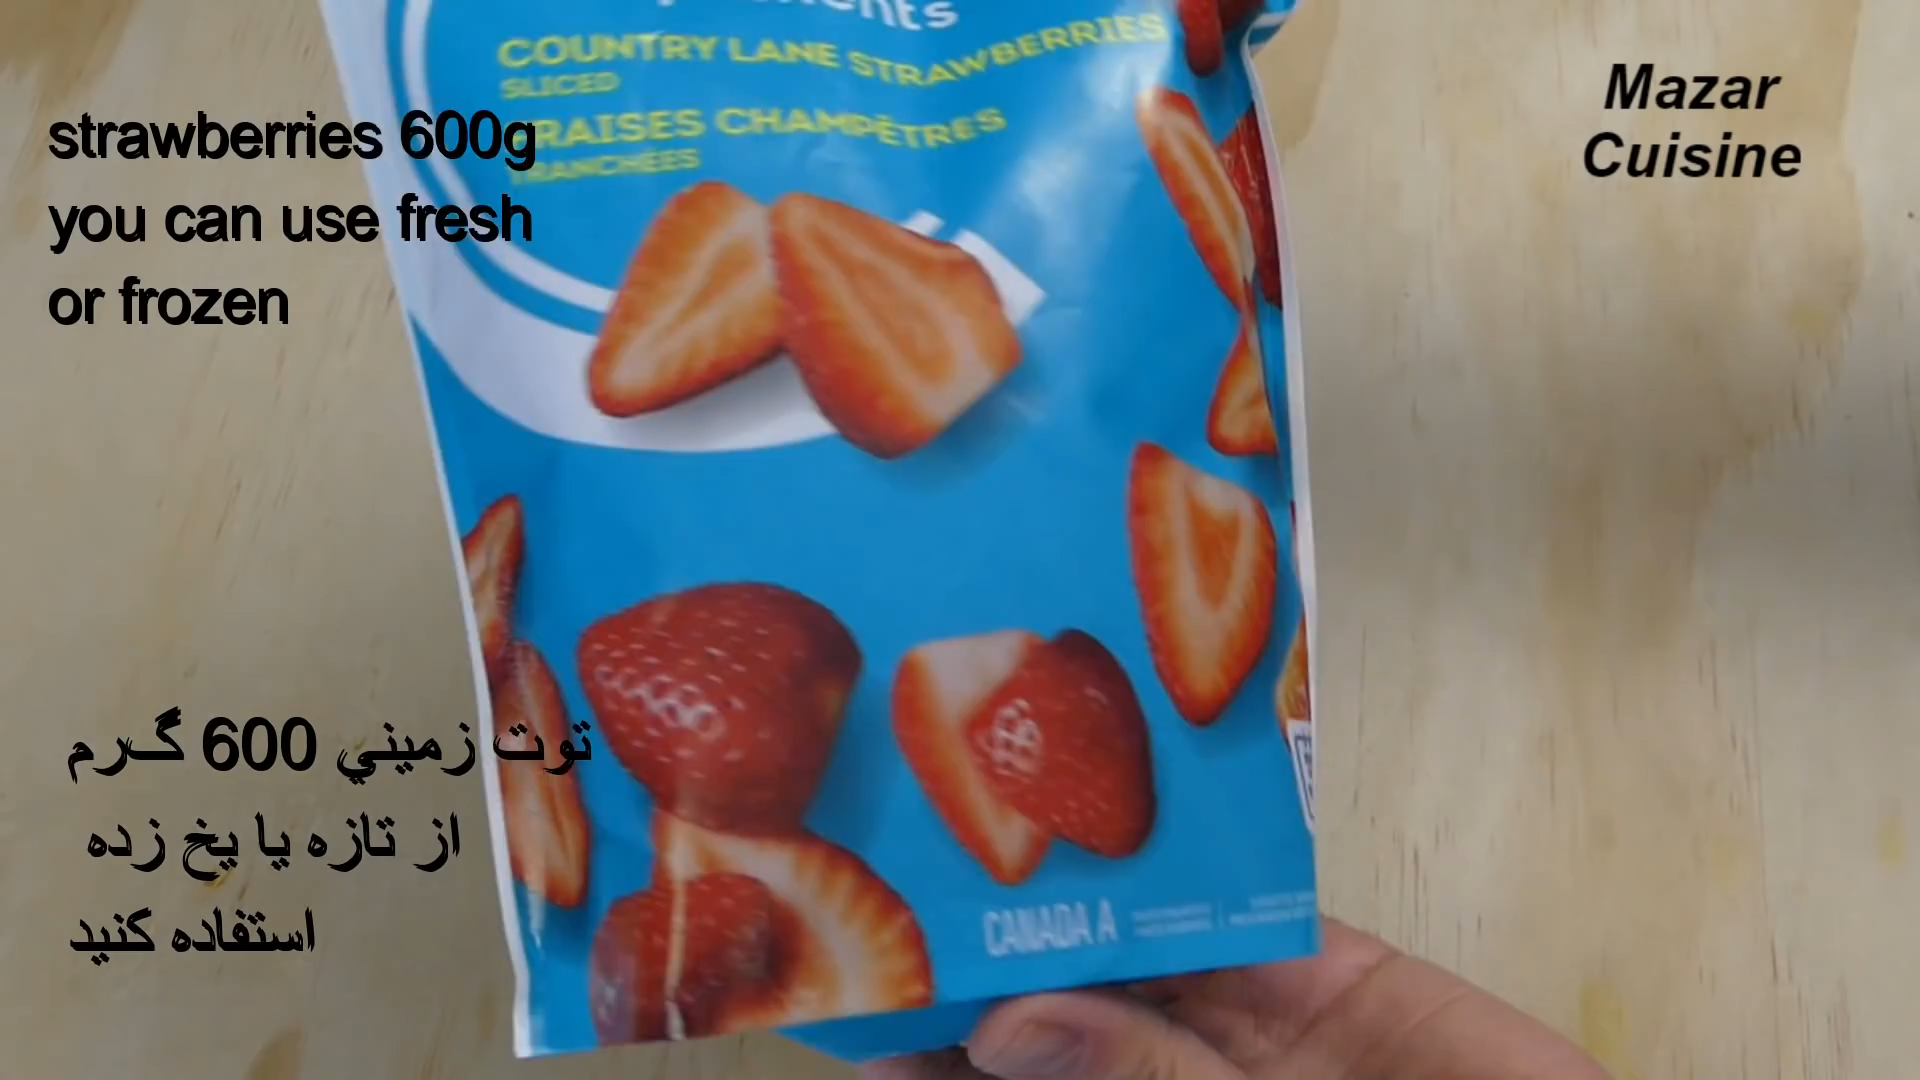 COUNTRY LANE STRAWBERRIES
SLICED
FRAISES CHAMPÊTRES
TRANCHÉES
strawberries 600g
you can use fresh
or frozen
Mazar
Cuisine
توت زميني 600 گرم
از تازه يا يخ زده
استفاده كنيد
CANADA A